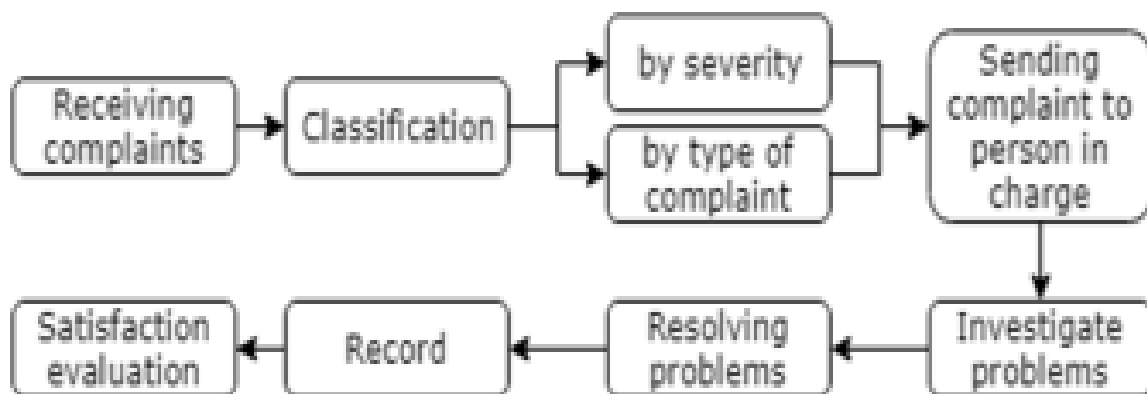 Receiving
complaints
Classification
by severity
by type of
complaint
Sending
complaint to
person in
charge
Investigate
problems
Resolving
problems
Record
Satisfaction
evaluation